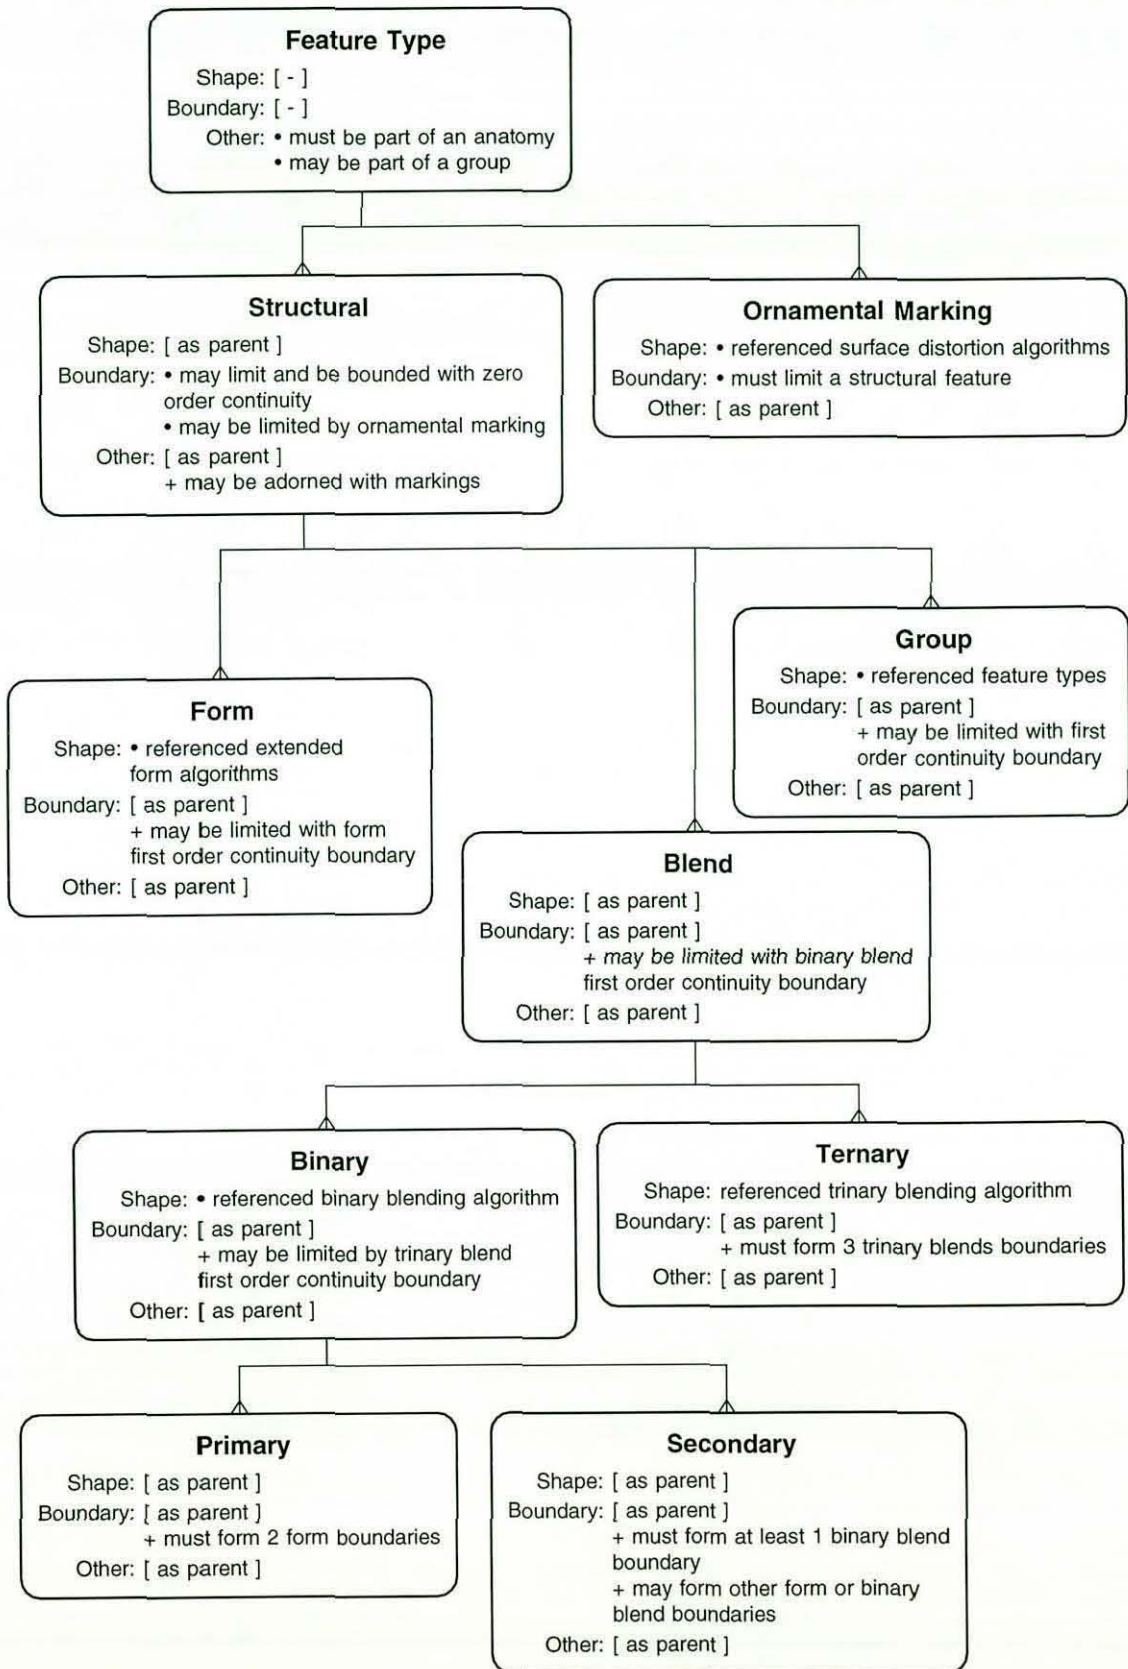 Feature Type
Shape: [ - ]
Boundary: [ - ]
Other: • must be part of an anatomy
• may be part of a group
Structural
Shape: [ as parent ]
Boundary: • may limit and be bounded with zero
order continuity
• may be limited by ornamental marking
Other: [ as parent ]
+ may be adorned with markings
Ornamental Marking
Shape: • referenced surface distortion algorithms
Boundary: • must limit a structural feature
Other: [ as parent ]
Group
Shape: • referenced feature types
Boundary: [ as parent ]
+ may be limited with first
order continuity boundary
Other: [ as parent ]
Form
Shape: • referenced extended
form algorithms
Boundary: [ as parent ]
+ may be limited with form
first order continuity boundary
Other: [ as parent ]
Blend
Shape: [ as parent ]
Boundary: [ as parent ]
+ may be limited with binary blend
first order continuity boundary
Other: [ as parent ]
Binary
Shape: • referenced binary blending algorithm
Boundary: [ as parent ]
+ may be limited by trinary blend
first order continuity boundary
Other: [ as parent ]
Ternary
Shape: referenced trinary blending algorithm
Boundary: [ as parent ]
+ must form 3 trinary blends boundaries
Other: [ as parent ]
Primary
Shape: [ as parent ]
Boundary: [ as parent ]
+ must form 2 form boundaries
Other: [ as parent ]
Secondary
Shape: [ as parent ]
Boundary: [ as parent ]
+ must form at least 1 binary blend
boundary
+ may form other form or binary
blend boundaries
Other: [ as parent ]